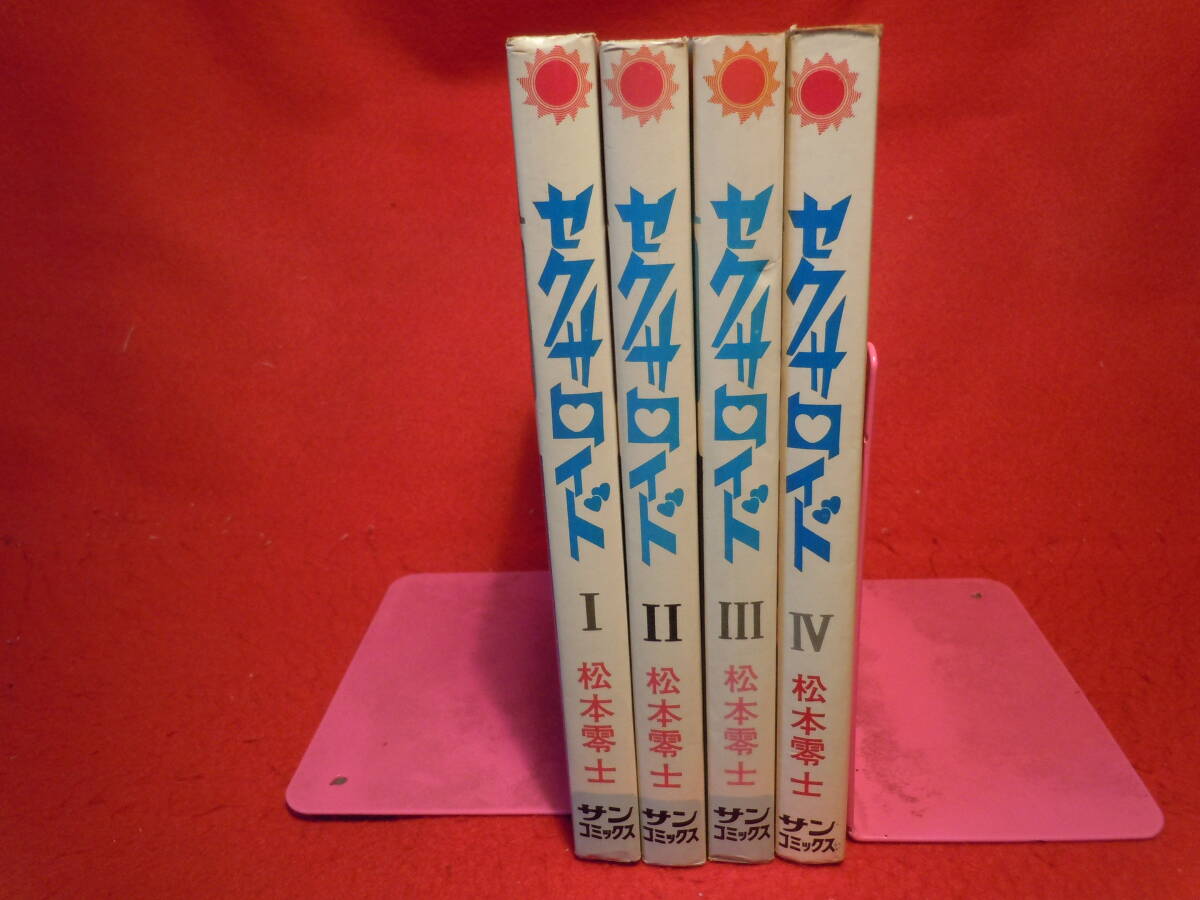 セクサロイド
I
松本零士
サン
コミックス
セクサロイド
II
松本零士
サン
コミックス
セクサロイド
III
松本零士
サン
コミックス
セクサロイド
IV
松本零士
サン
コミックス